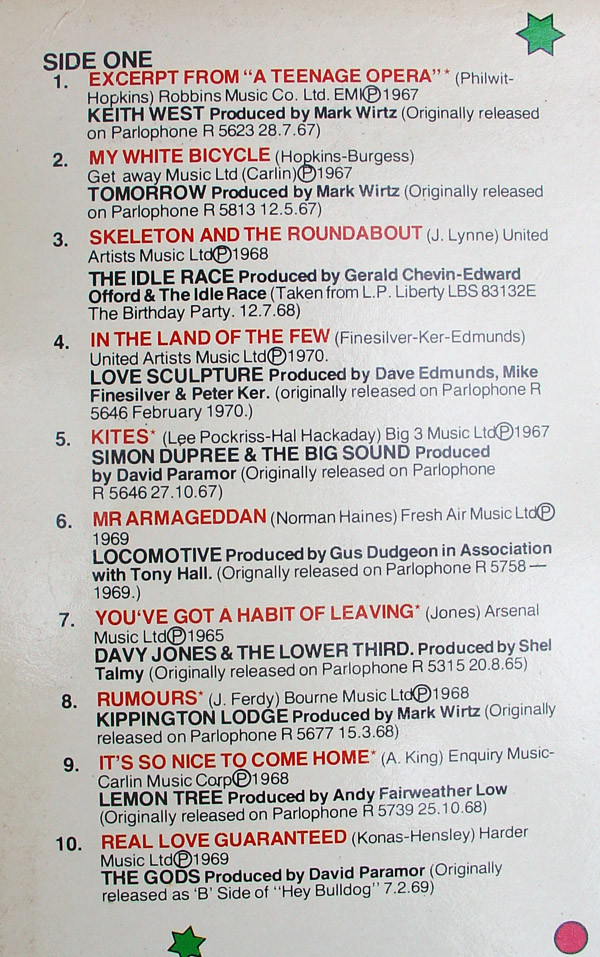 SIDE ONE
1. EXCERPT FROM "A TEENAGE OPERA"* (Philwit-
Hopkins) Robbins Music Co. Ltd. EMI Ⓟ 1967
KEITH WEST Produced by Mark Wirtz (Originally released
on Parlophone R 5623 28.7.67)
2. MY WHITE BICYCLE (Hopkins-Burgess)
Get away Music Ltd (Carlin) Ⓟ 1967
TOMORROW Produced by Mark Wirtz (Originally released
on Parlophone R 5813 12.5.67)
3. SKELETON AND THE ROUNDABOUT (J. Lynne) United
Artists Music Ltd Ⓟ 1968
THE IDLE RACE Produced by Gerald Chevin-Edward
Offord & The Idle Race (Taken from L.P. Liberty LBS 83132E
The Birthday Party. 12.7.68)
4. IN THE LAND OF THE FEW (Finesilver-Ker-Edmunds)
United Artists Music Ltd Ⓟ 1970.
LOVE SCULPTURE Produced by Dave Edmunds, Mike
Finesilver & Peter Ker. (originally released on Parlophone R
5646 February 1970.)
5. KITES* (Lee Pockriss-Hal Hackaday) Big 3 Music Ltd Ⓟ 1967
SIMON DUPREE & THE BIG SOUND Produced
by David Paramor (Originally released on Parlophone
R 5646 27.10.67)
6. MR ARMAGEDDAN (Norman Haines) Fresh Air Music Ltd Ⓟ
1969
LOCOMOTIVE Produced by Gus Dudgeon in Association
with Tony Hall. (Orignally released on Parlophone R 5758—
1969.)
7. YOU'VE GOT A HABIT OF LEAVING* (Jones) Arsenal
Music Ltd Ⓟ 1965
DAVY JONES & THE LOWER THIRD. Produced by Shel
Talmy (Originally released on Parlophone R 5315 20.8.65)
8. RUMOURS* (J. Ferdy) Bourne Music Ltd Ⓟ 1968
KIPPINGTON LODGE Produced by Mark Wirtz (Originally
released on Parlophone R 5677 15.3.68)
9. IT'S SO NICE TO COME HOME* (A. King) Enquiry Music-
Carlin Music Corp Ⓟ 1968
LEMON TREE Produced by Andy Fairweather Low
(Originally released on Parlophone R 5739 25.10.68)
10. REAL LOVE GUARANTEED (Konas-Hensley) Harder
Music Ltd Ⓟ 1969
THE GODS Produced by David Paramor (Originally
released as 'B' Side of "Hey Bulldog" 7.2.69)